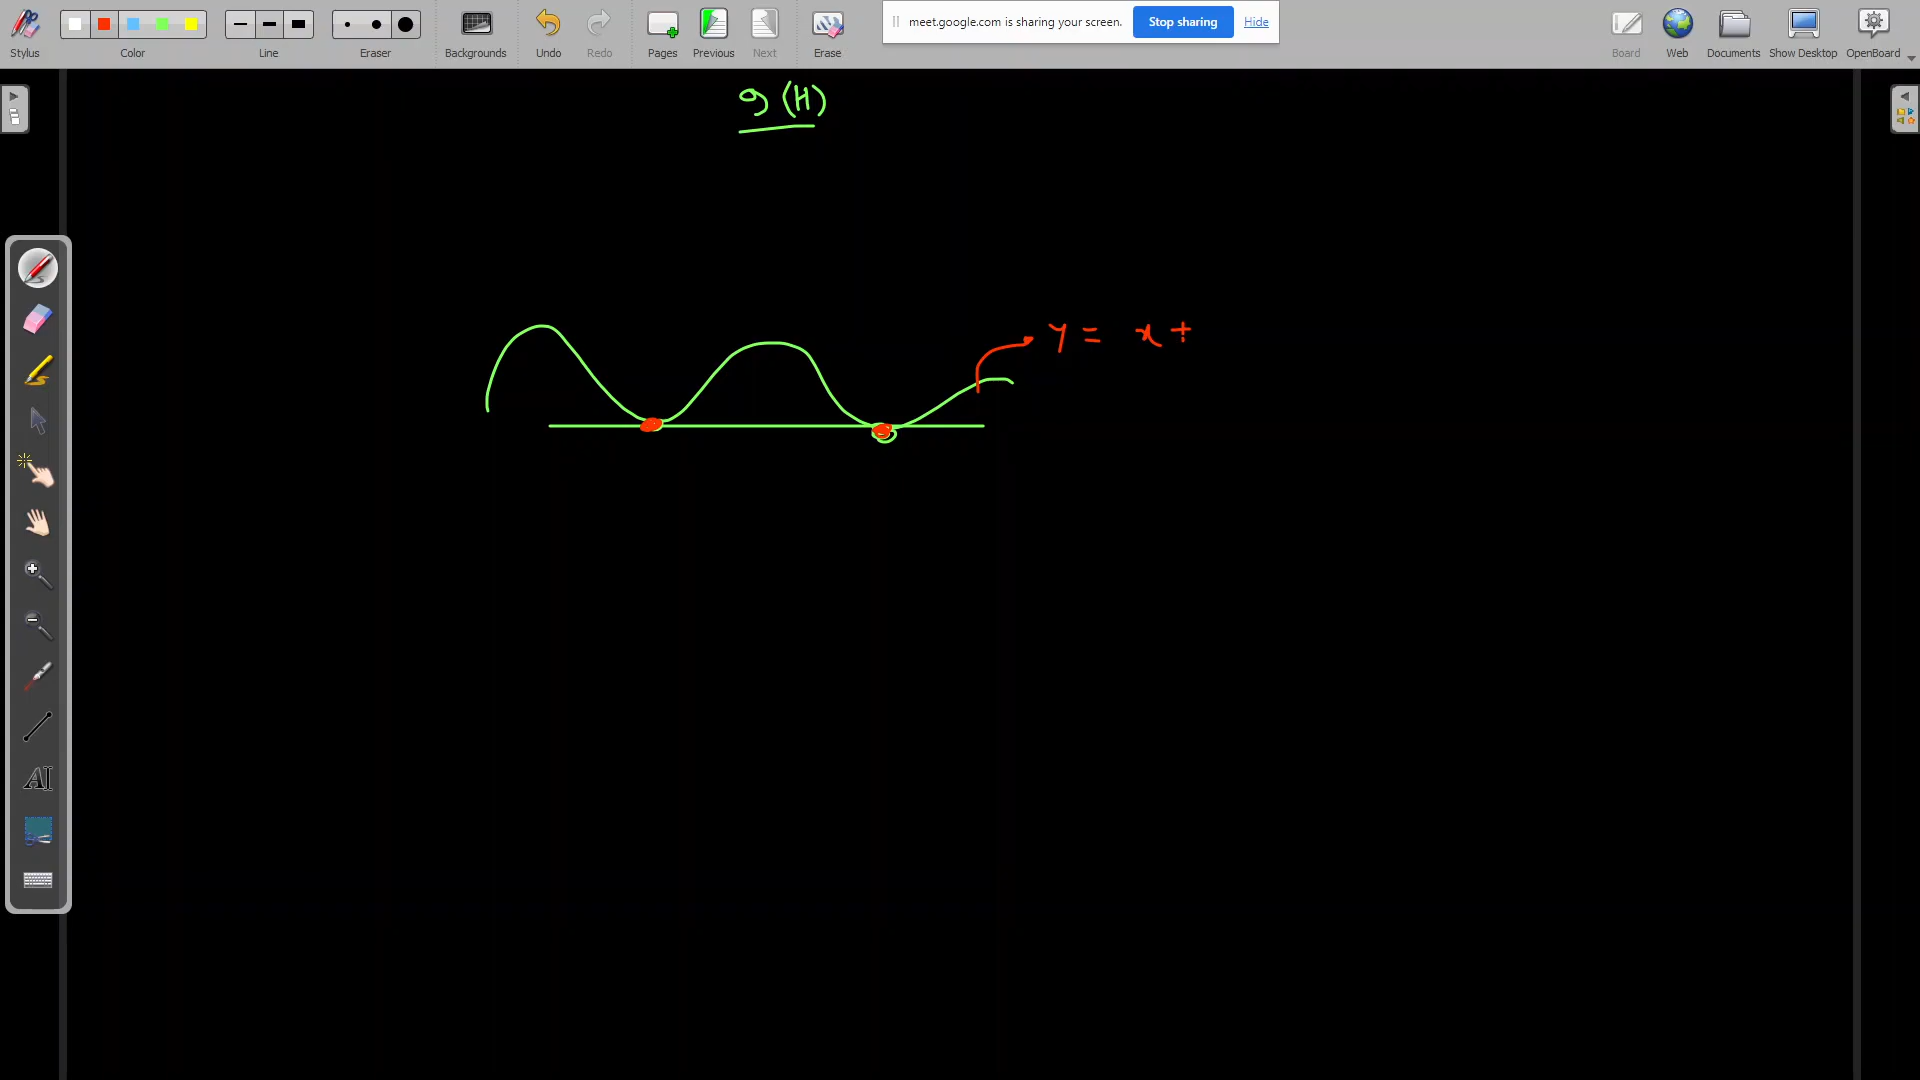 meet.google.com is sharing your screen. Stop sharing Hide
Stylus Color Line Eraser Backgrounds Undo Redo Pages Previous Next Erase Board Web Documents Show Desktop OpenBoard
9 (H)
y = x +
AI